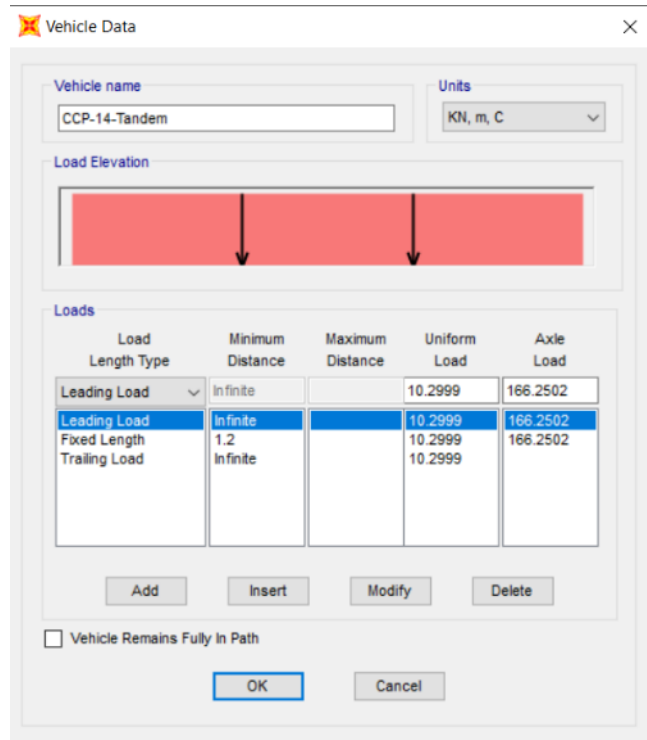 Vehicle Data
Vehicle name
Units
CCP-14-Tandem
KN, m, C
Load Elevation
Loads
Load Length Type Minimum Distance Maximum Distance Uniform Load Axle Load
Leading Load Infinite 10.2999 166.2502
Leading Load Infinite 10.2999 166.2502
Fixed Length 1.2 10.2999 166.2502
Trailing Load Infinite 10.2999
Add Insert Modify Delete
Vehicle Remains Fully In Path
OK Cancel